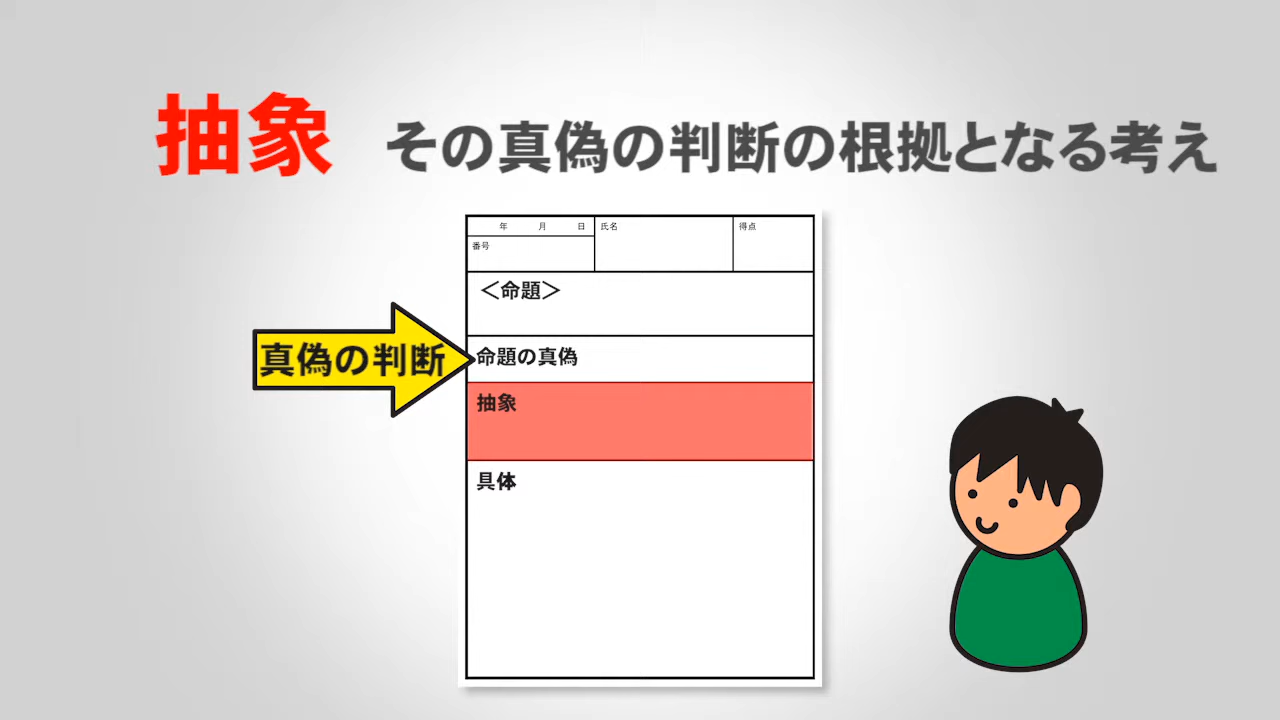 抽象 その真偽の判断の根拠となる考え
年 月 日
氏名
得点
番号
＜命題＞
真偽の判断
命題の真偽
抽象
具体